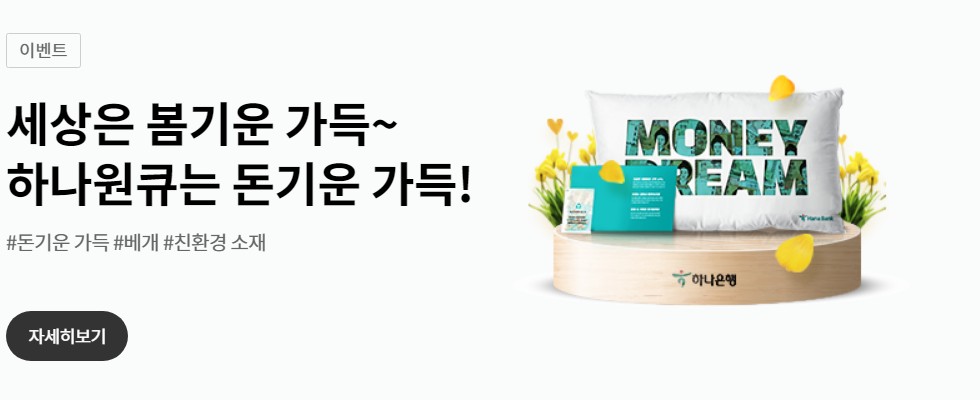 이벤트
세상은 봄기운 가득~
하나원큐는 돈기운 가득!
#돈기운 가득 #베개 #친환경 소재
자세히보기
MONEY
DREAM
Hana Bank
하나은행